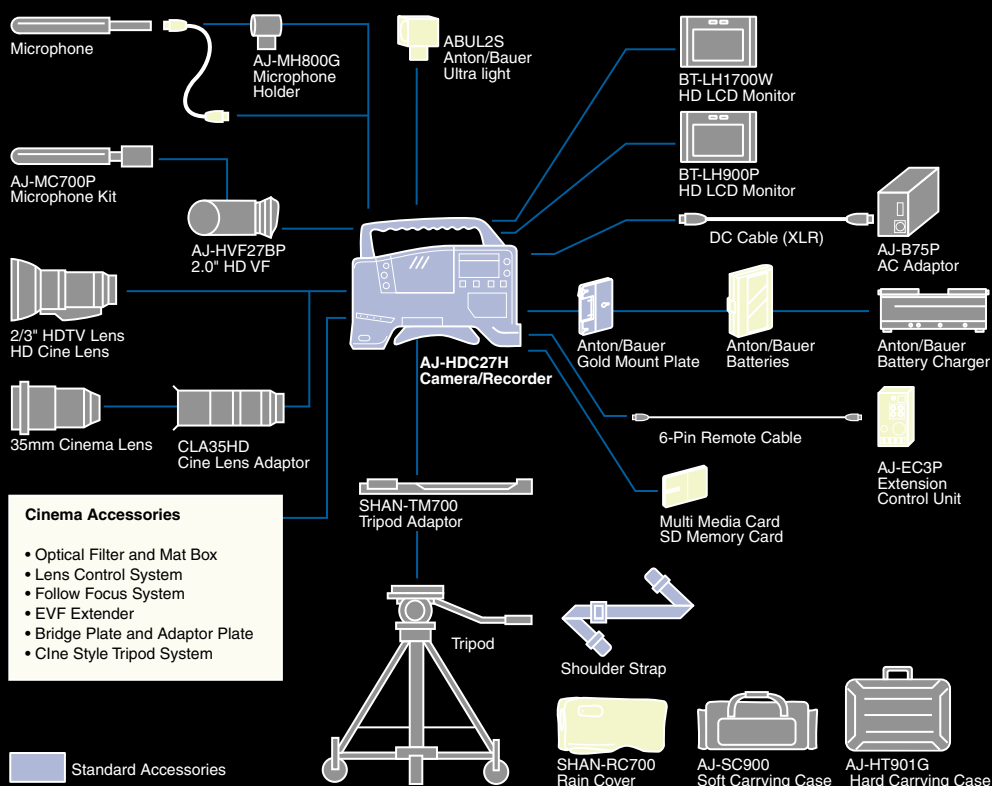 Microphone
AJ-MH800G
Microphone
Holder
ABUL2S
Anton/Bauer
Ultra light
BT-LH1700W
HD LCD Monitor
BT-LH900P
HD LCD Monitor
AJ-MC700P
Microphone Kit
AJ-HVF27BP
2.0" HD VF
DC Cable (XLR)
AJ-B75P
AC Adaptor
2/3" HDTV Lens
HD Cine Lens
AJ-HDC27H
Camera/Recorder
Anton/Bauer
Gold Mount Plate
Anton/Bauer
Batteries
Anton/Bauer
Battery Charger
35mm Cinema Lens
CLA35HD
Cine Lens Adaptor
6-Pin Remote Cable
AJ-EC3P
Extension
Control Unit
SHAN-TM700
Tripod Adaptor
Multi Media Card
SD Memory Card
Cinema Accessories
• Optical Filter and Mat Box
• Lens Control System
• Follow Focus System
• EVF Extender
• Bridge Plate and Adaptor Plate
• CIne Style Tripod System
Tripod
Shoulder Strap
SHAN-RC700
Rain Cover
AJ-SC900
Soft Carrying Case
AJ-HT901G
Hard Carrying Case
Standard Accessories